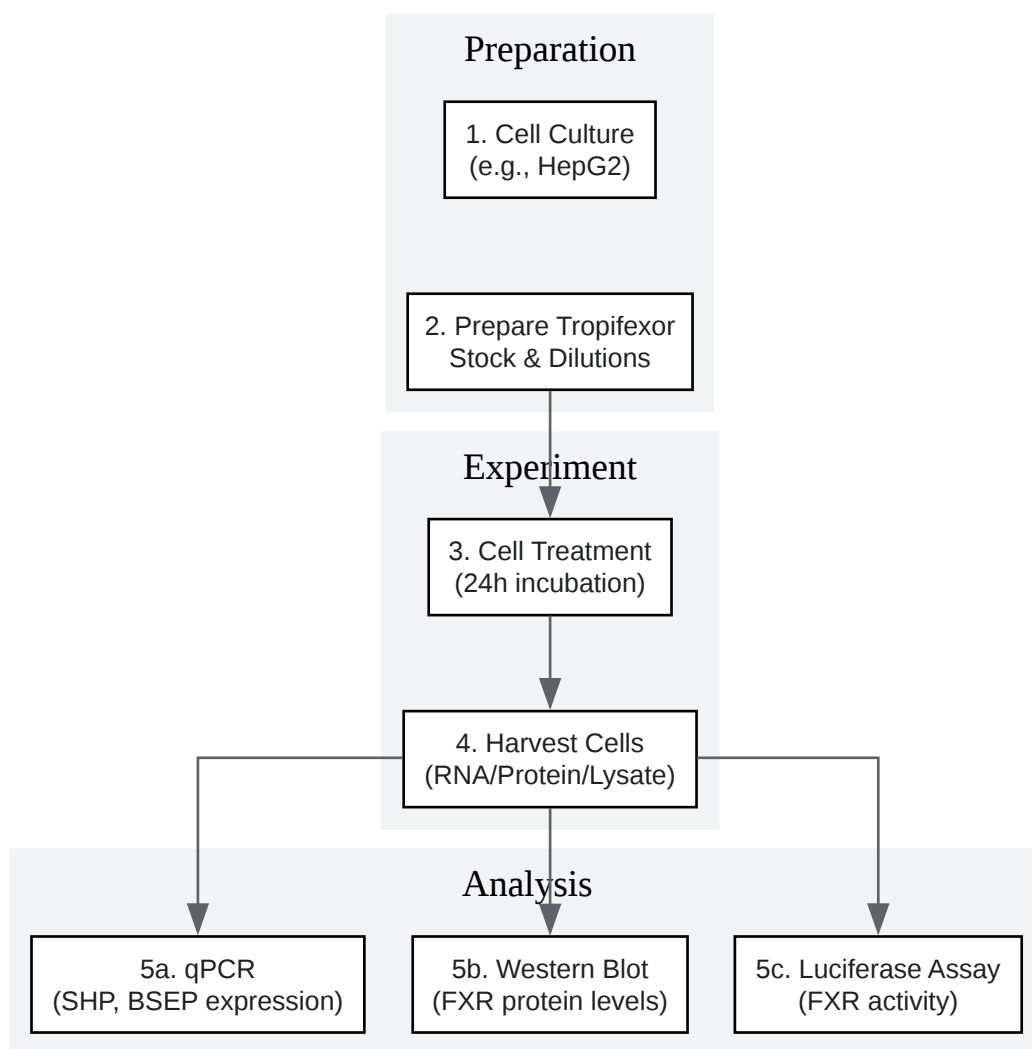 Preparation
1. Cell Culture
(e.g., HepG2)
2. Prepare Tropifexor
Stock & Dilutions
Experiment
3. Cell Treatment
(24h incubation)
4. Harvest Cells
(RNA/Protein/Lysate)
Analysis
5a. qPCR
(SHP, BSEP expression)
5b. Western Blot
(FXR protein levels)
5c. Luciferase Assay
(FXR activity)